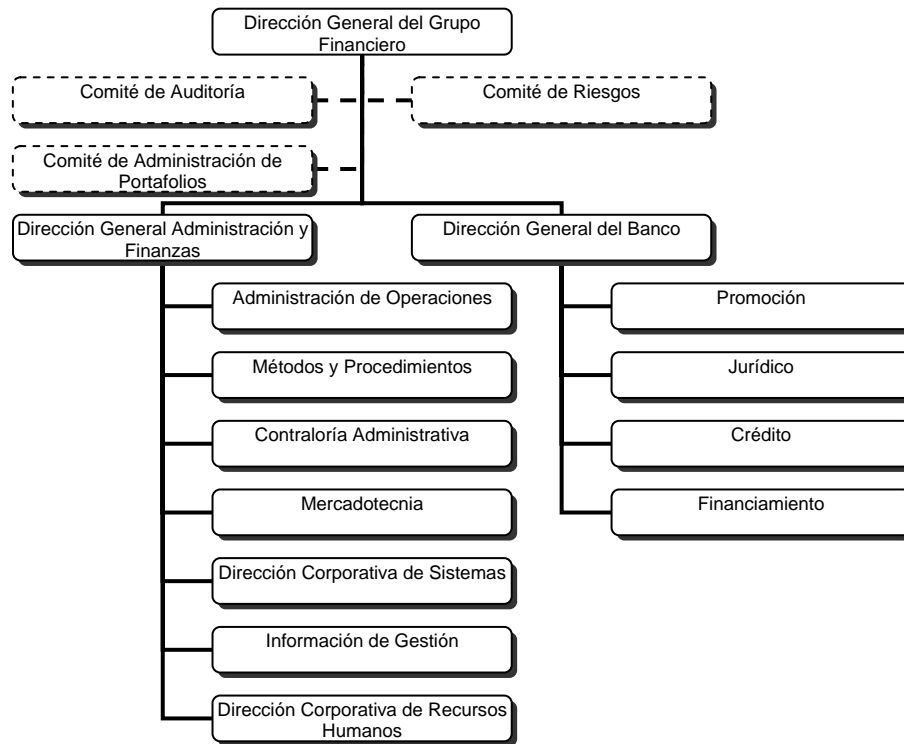 Dirección General del Grupo
Financiero
Comité de Auditoría
Comité de Riesgos
Comité de Administración de
Portafolios
Dirección General Administración y
Finanzas
Dirección General del Banco
Administración de Operaciones
Métodos y Procedimientos
Contraloría Administrativa
Mercadotecnia
Dirección Corporativa de Sistemas
Información de Gestión
Dirección Corporativa de Recursos
Humanos
Promoción
Jurídico
Crédito
Financiamiento